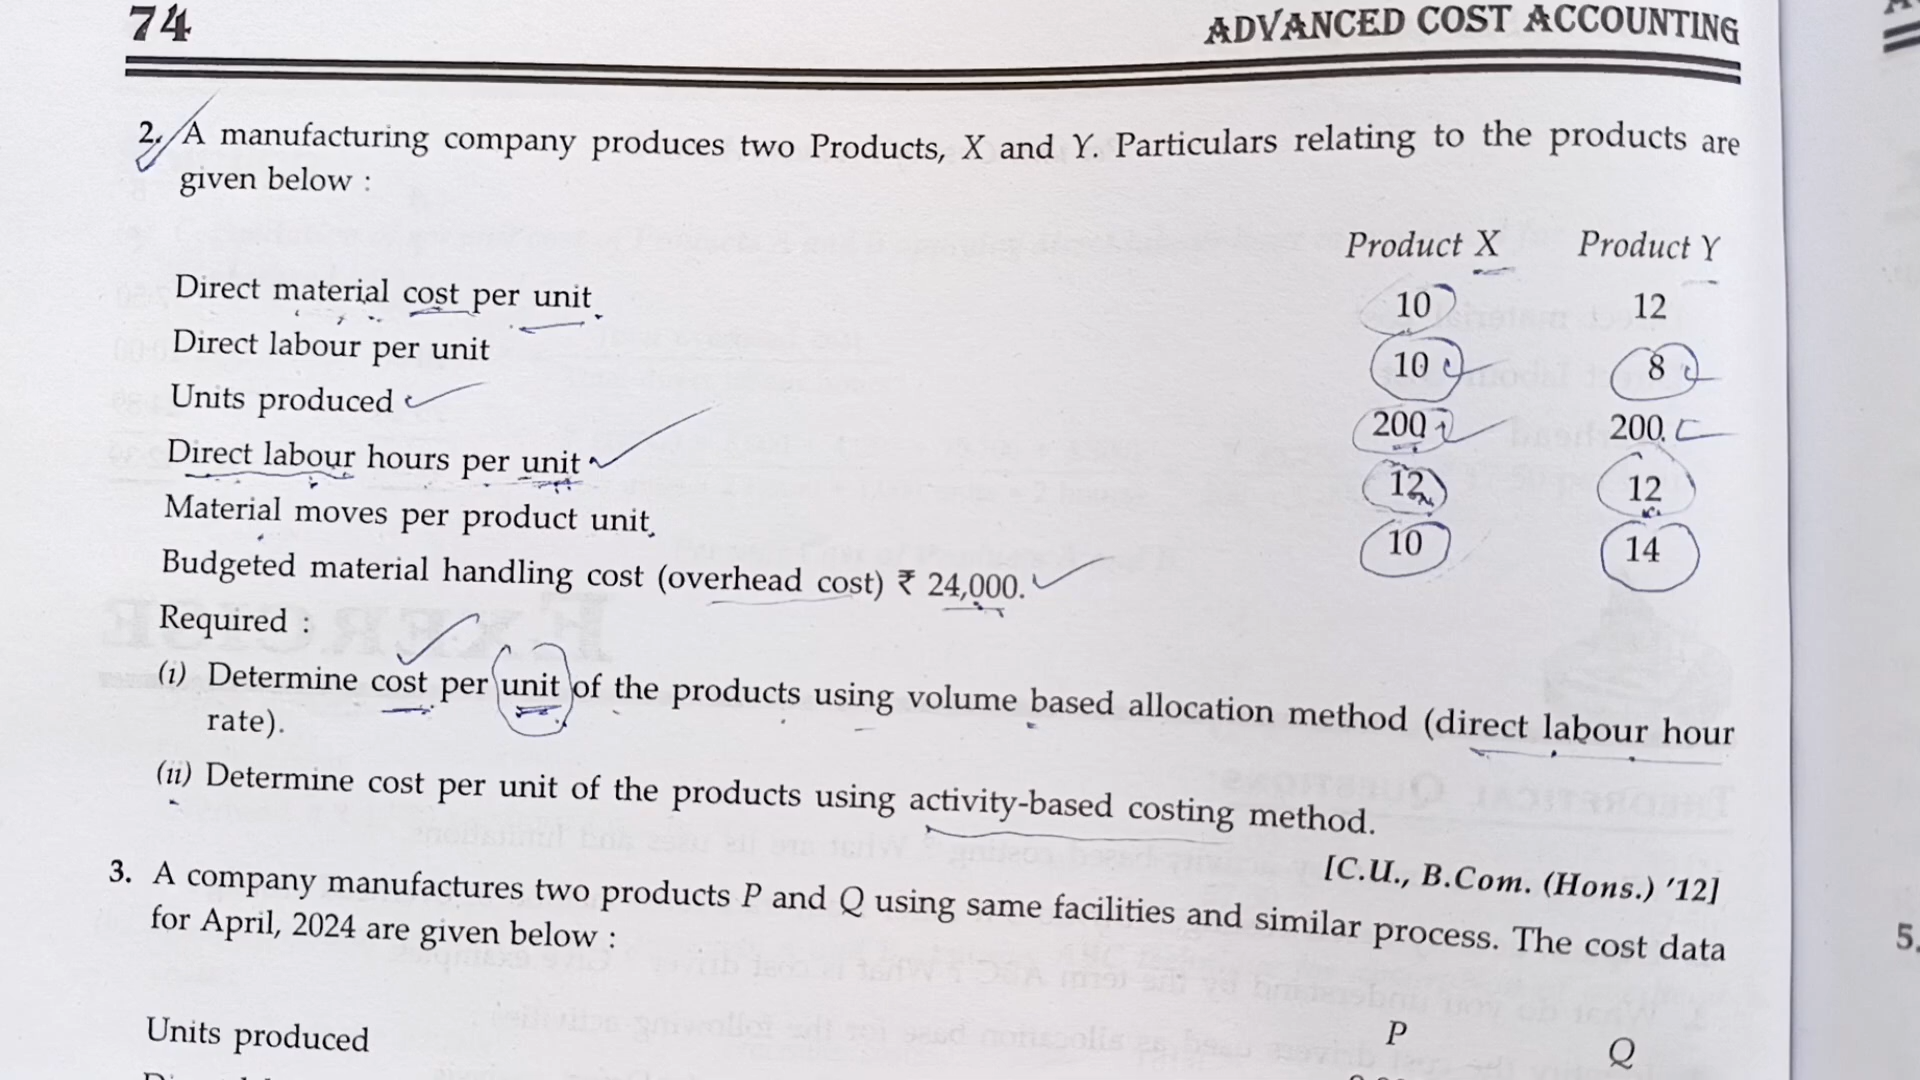 74 ADVANCED COST ACCOUNTING
2. A manufacturing company produces two Products, X and Y. Particulars relating to the products are
given below :
Product X Product Y
Direct material cost per unit 10 12
Direct labour per unit 10 8
Units produced 200 200
Direct labour hours per unit 12 12
Material moves per product unit 10 14
Budgeted material handling cost (overhead cost) ₹ 24,000.
Required :
(i) Determine cost per unit of the products using volume based allocation method (direct labour hour
rate).
(ii) Determine cost per unit of the products using activity-based costing method.
[C.U., B.Com. (Hons.) '12]
3. A company manufactures two products P and Q using same facilities and similar process. The cost data
for April, 2024 are given below :
P Q
Units produced
5.